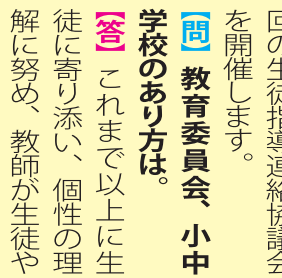 回の生徒指導連絡協議会
を開催します。
【問】 教育委員会、小中
学校のあり方は。
【答】 これまで以上に生
徒に寄り添い、個性の理
解に努め、教師が生徒や